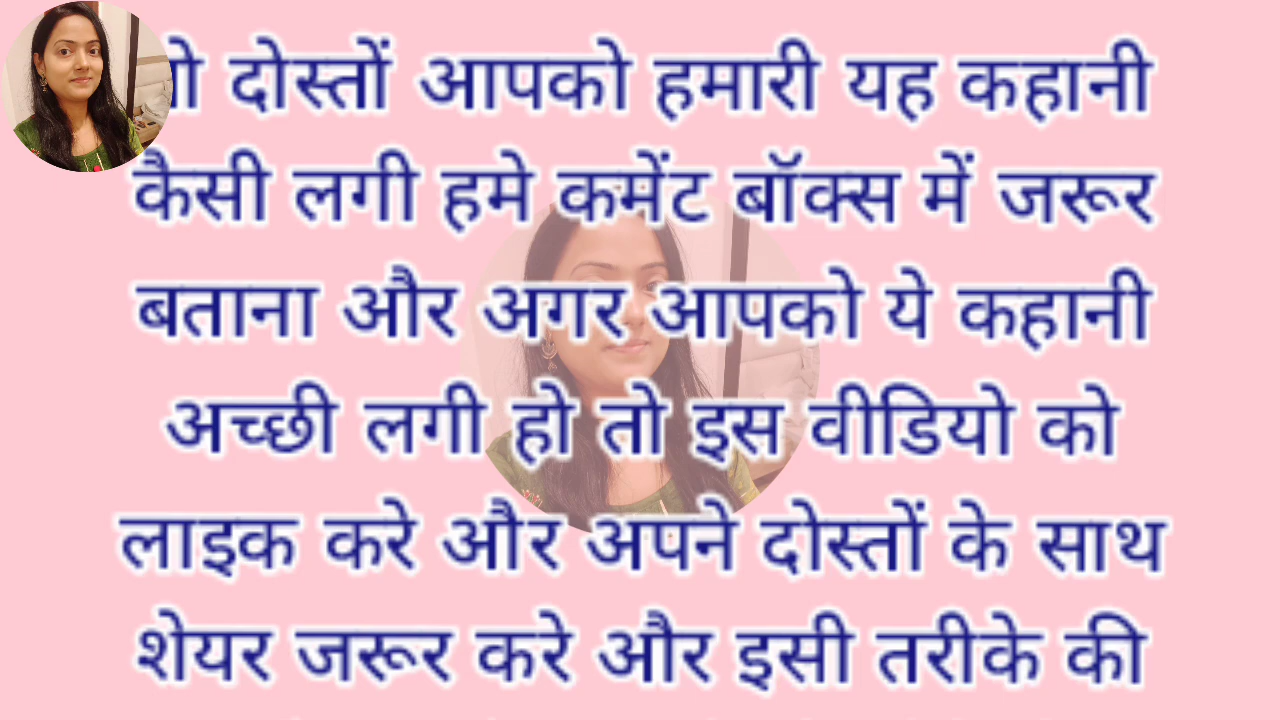 दोस्तों आपको हमारी यह कहानी
कैसी लगी हमे कमेंट बॉक्स में जरूर
बताना और अगर आपको ये कहानी
अच्छी लगी हो तो इस वीडियो को
लाइक करे और अपने दोस्तों के साथ
शेयर जरूर करे और इसी तरीके की